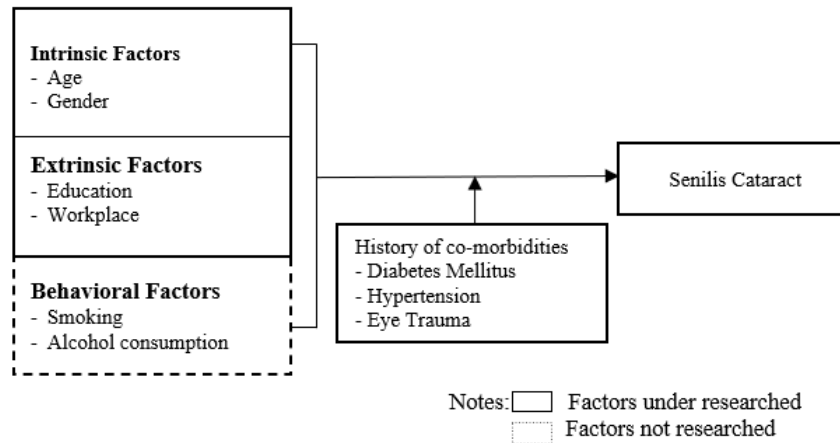 Intrinsic Factors
- Age
- Gender
Extrinsic Factors
- Education
- Workplace
Behavioral Factors
- Smoking
- Alcohol consumption
History of co-morbidities
- Diabetes Mellitus
- Hypertension
- Eye Trauma
Senilis Cataract
Notes: Factors under researched
Factors not researched